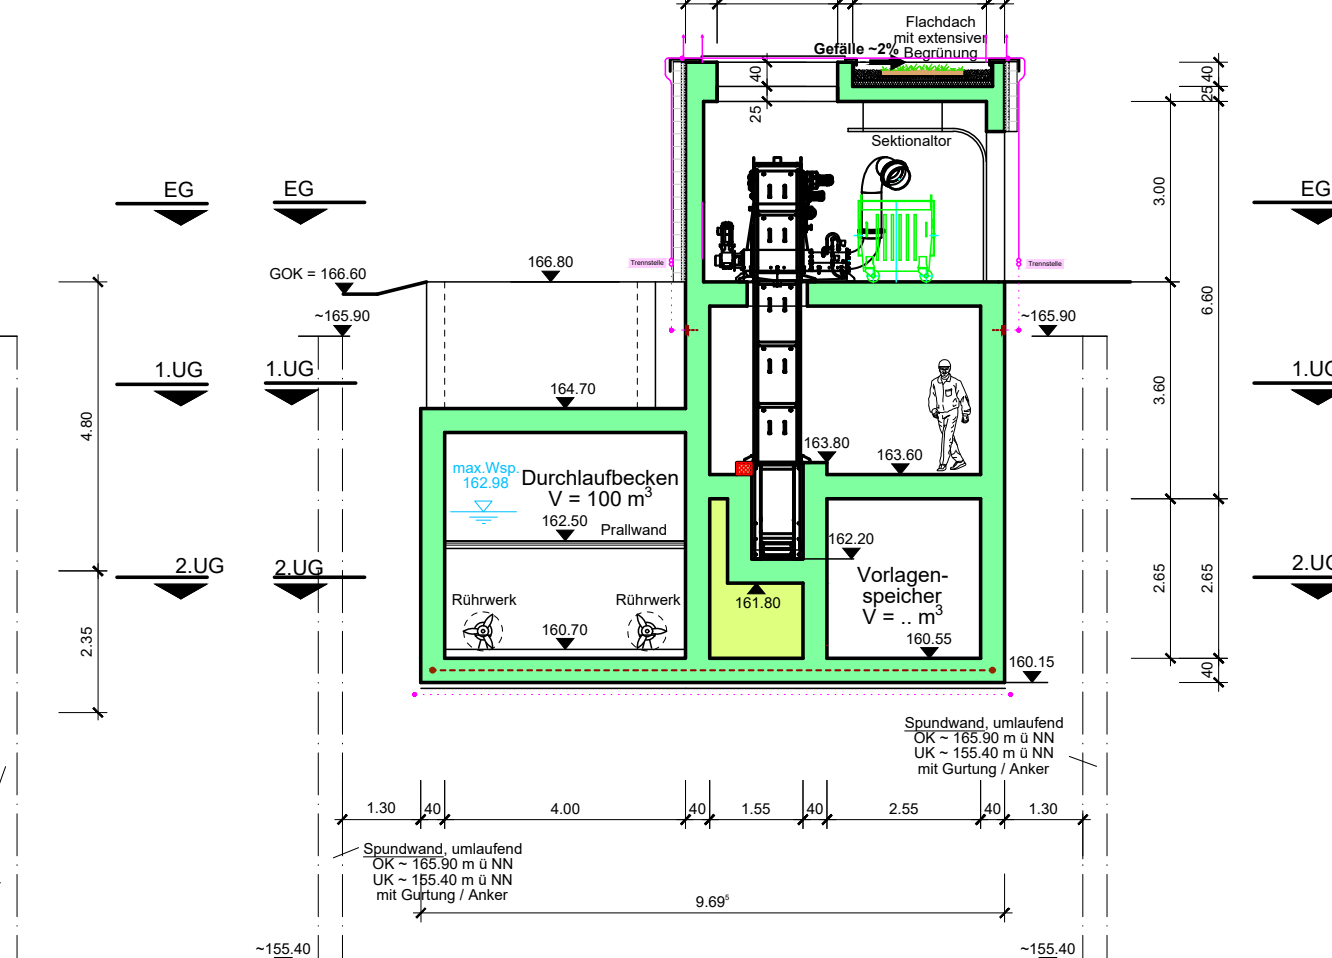 Flachdach
mit extensiver
Begrünung
Gefälle ~2%
40
25
40
25
Sektionaltor
EG
EG
EG
3.00
6.60
Trennstelle
Trennstelle
166.80
GOK = 166.60
~165.90
~165.90
1.UG
1.UG
1.UG
164.70
3.60
4.80
163.80
163.60
max.Wsp.
162.98
Durchlaufbecken
V = 100 m³
162.50
Prallwand
162.20
2.UG
2.UG
2.UG
Vorlagen-
speicher
V = .. m³
2.65
2.65
161.80
Rührwerk
Rührwerk
2.35
160.70
160.55
160.15
40
Spundwand, umlaufend
OK ~ 165.90 m ü NN
UK ~ 155.40 m ü NN
mit Gurtung / Anker
1.30
40
4.00
40
1.55
40
2.55
40
1.30
Spundwand, umlaufend
OK ~ 165.90 m ü NN
UK ~ 155.40 m ü NN
mit Gurtung / Anker
9.69⁵
~155.40
~155.40